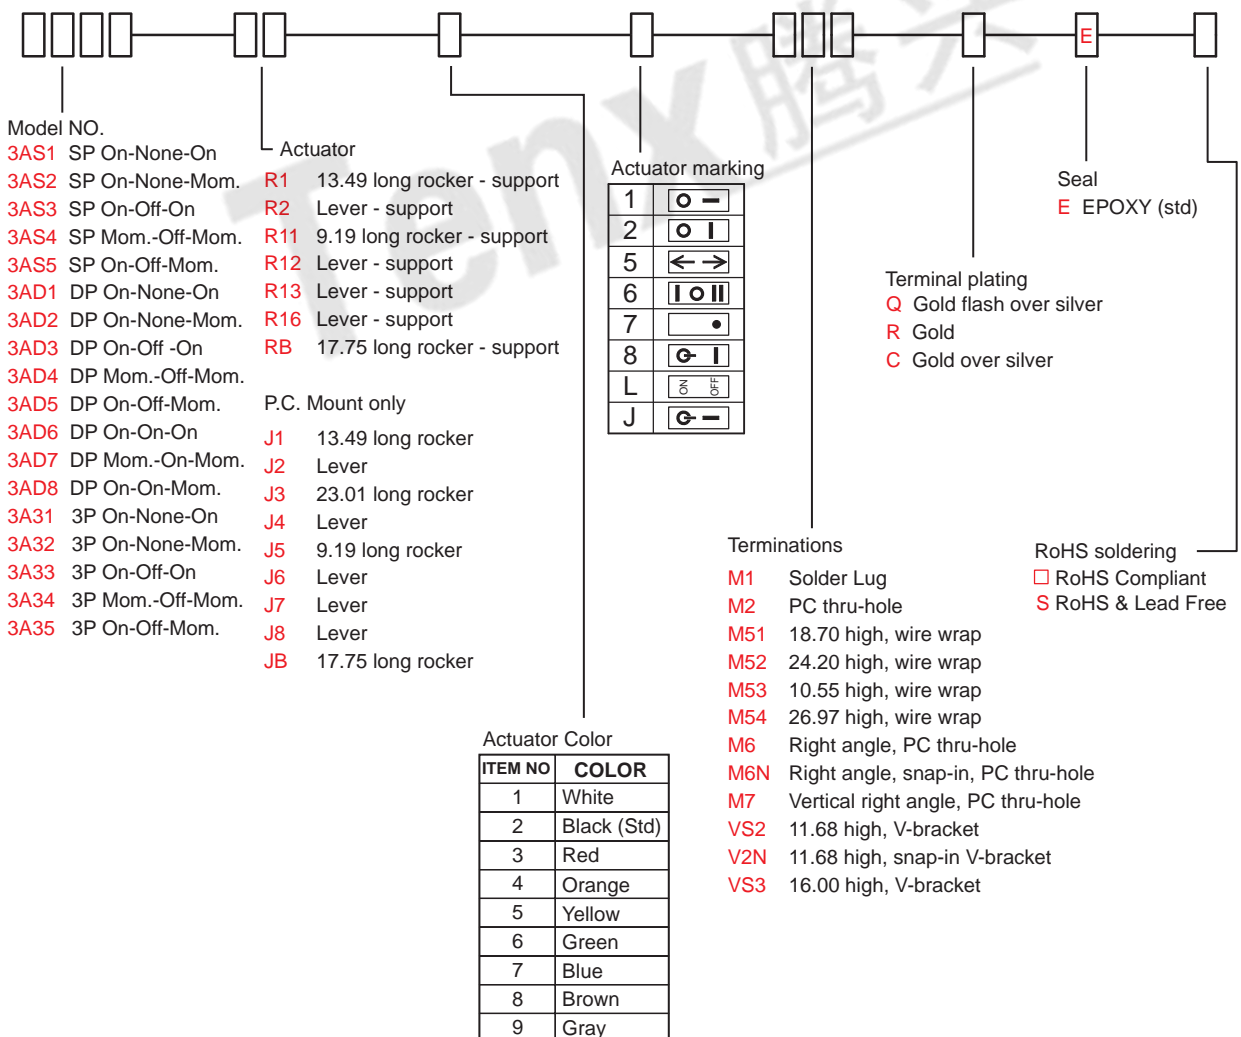 E
Model NO.
3AS1 SP On-None-On
3AS2 SP On-None-Mom.
3AS3 SP On-Off-On
3AS4 SP Mom.-Off-Mom.
3AS5 SP On-Off-Mom.
3AD1 DP On-None-On
3AD2 DP On-None-Mom.
3AD3 DP On-Off -On
3AD4 DP Mom.-Off-Mom.
3AD5 DP On-Off-Mom.
3AD6 DP On-On-On
3AD7 DP Mom.-On-Mom.
3AD8 DP On-On-Mom.
3A31 3P On-None-On
3A32 3P On-None-Mom.
3A33 3P On-Off-On
3A34 3P Mom.-Off-Mom.
3A35 3P On-Off-Mom.
Actuator
R1 13.49 long rocker - support
R2 Lever - support
R11 9.19 long rocker - support
R12 Lever - support
R13 Lever - support
R16 Lever - support
RB 17.75 long rocker - support
P.C. Mount only
J1 13.49 long rocker
J2 Lever
J3 23.01 long rocker
J4 Lever
J5 9.19 long rocker
J6 Lever
J7 Lever
J8 Lever
JB 17.75 long rocker
Actuator Color
ITEM NO COLOR
1 White
2 Black (Std)
3 Red
4 Orange
5 Yellow
6 Green
7 Blue
8 Brown
9 Gray
Actuator marking
1 O —
2 O I
5 ← →
6 I O II
7 •
8
L ON OFF
J
Terminations
M1 Solder Lug
M2 PC thru-hole
M51 18.70 high, wire wrap
M52 24.20 high, wire wrap
M53 10.55 high, wire wrap
M54 26.97 high, wire wrap
M6 Right angle, PC thru-hole
M6N Right angle, snap-in, PC thru-hole
M7 Vertical right angle, PC thru-hole
VS2 11.68 high, V-bracket
V2N 11.68 high, snap-in V-bracket
VS3 16.00 high, V-bracket
Terminal plating
Q Gold flash over silver
R Gold
C Gold over silver
Seal
E EPOXY (std)
RoHS soldering
□ RoHS Compliant
S RoHS & Lead Free
Tenx腾